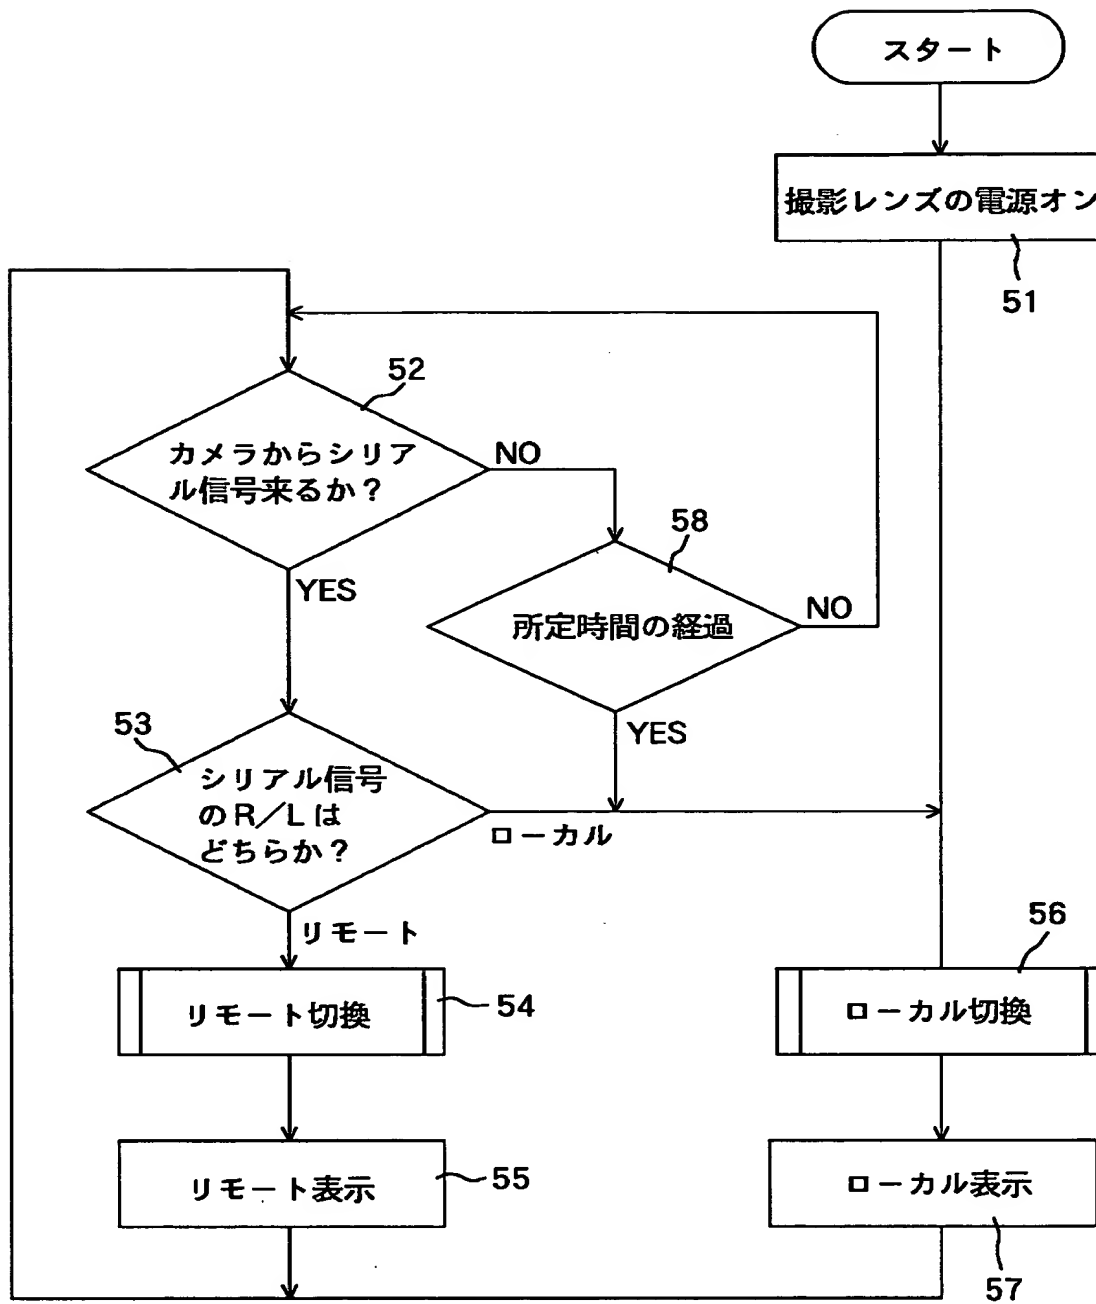 スタート
撮影レンズの電源オン
51
52
カメラからシリア
ル信号来るか？
NO
YES
58
所定時間の経過
NO
YES
53
シリアル信号
のR／Lは
どちらか？
ローカル
リモート
リモート切換
54
56
ローカル切換
リモート表示
55
ローカル表示
57